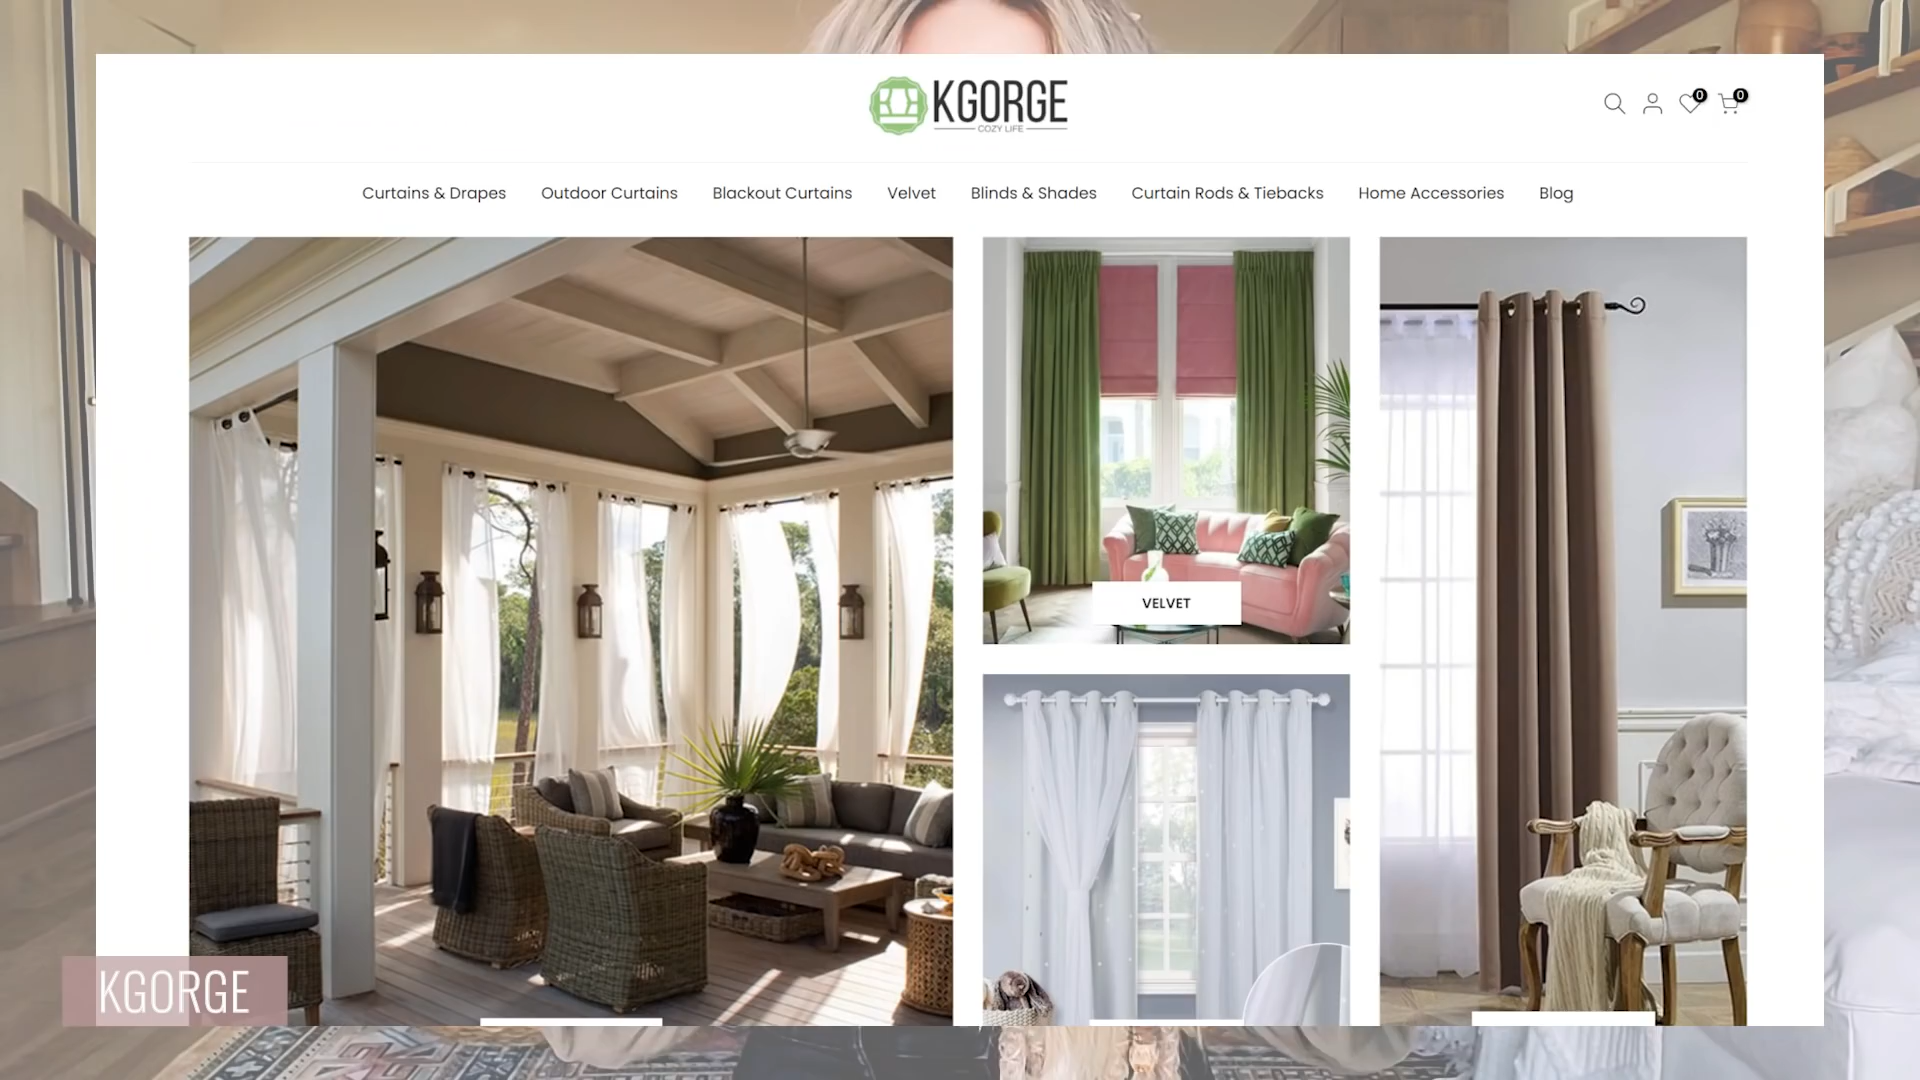 KGORGE
COZY LIFE
0
0
Curtains & Drapes
Outdoor Curtains
Blackout Curtains
Velvet
Blinds & Shades
Curtain Rods & Tiebacks
Home Accessories
Blog
VELVET
KGORGE